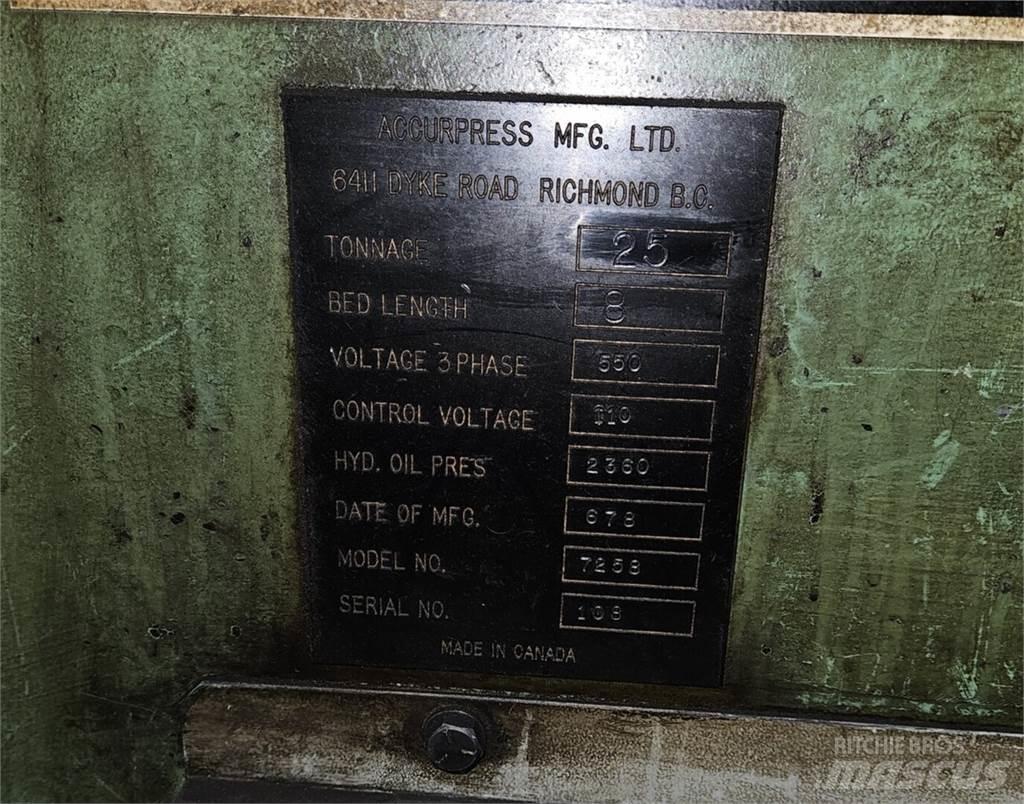 ACCURPRESS MFG. LTD.
6411 DYKE ROAD RICHMOND B.C.
TONNAGE 25
BED LENGTH 8
VOLTAGE 3 PHASE 550
CONTROL VOLTAGE 110
HYD. OIL PRES 2360
DATE OF MFG. 678
MODEL NO. 7258
SERIAL NO. 108
MADE IN CANADA
RITCHIE BROS
MASCUS